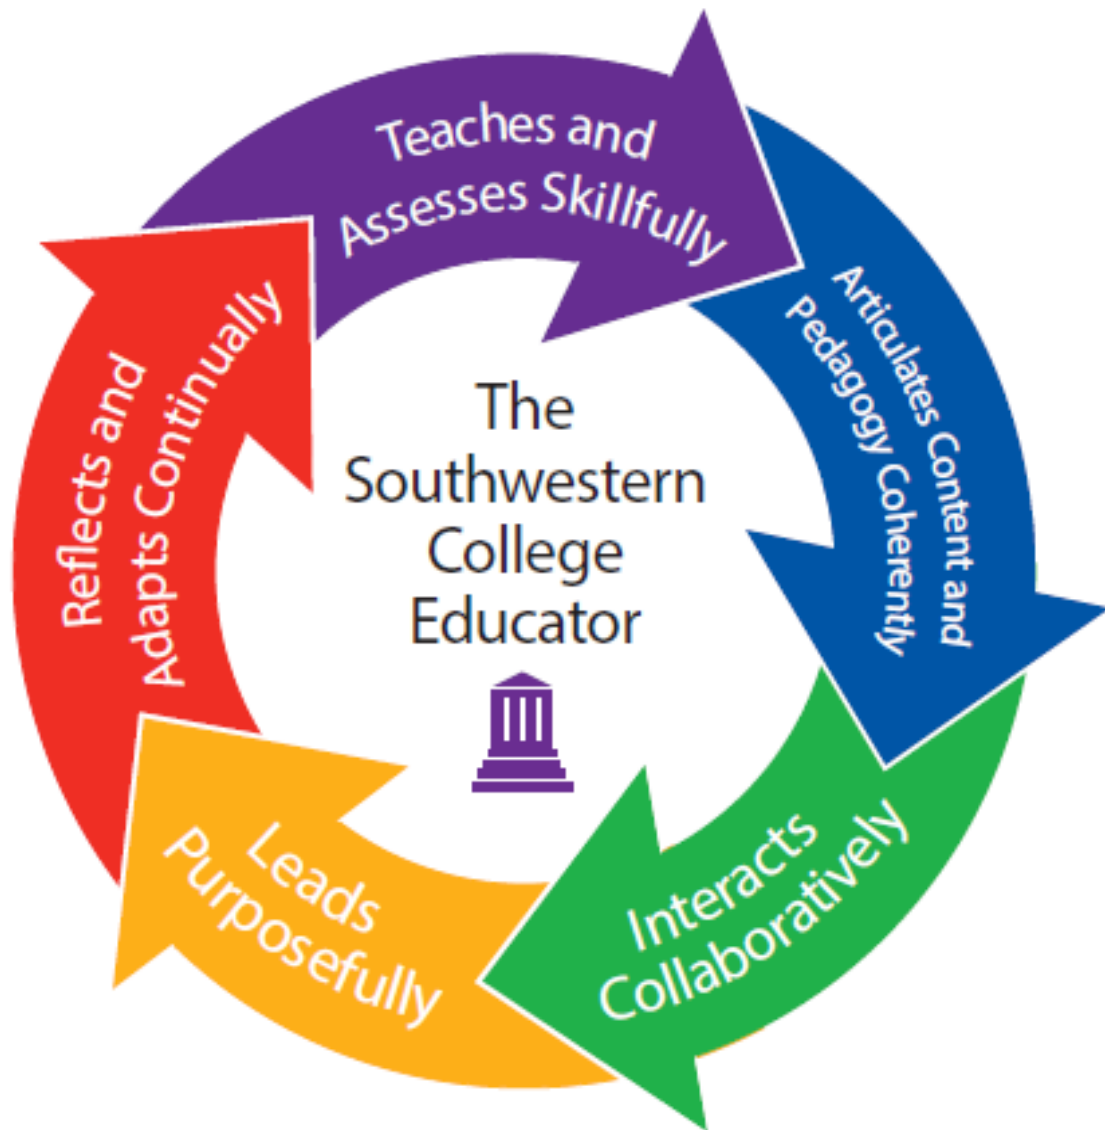 Teaches and
Assesses Skillfully
Articulates Content and
Pedagogy Coherently
Interacts
Collaboratively
Leads
Purposefully
Reflects and
Adapts Continually
The
Southwestern
College
Educator